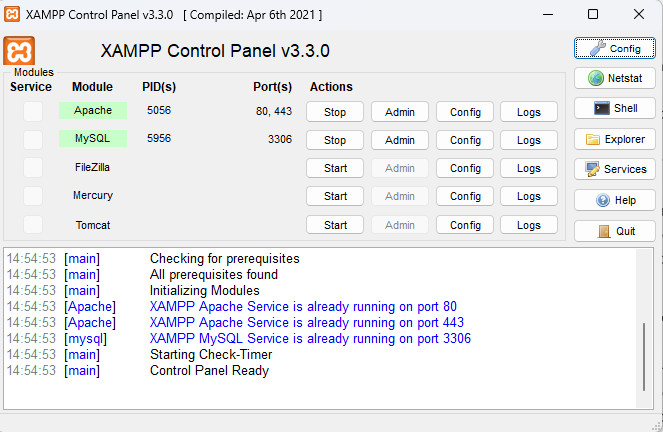 XAMPP Control Panel v3.3.0 [ Compiled: Apr 6th 2021 ]
XAMPP Control Panel v3.3.0
Config
Modules
Service Module PID(s) Port(s) Actions
Netstat
Apache 5056 80, 443 Stop Admin Config Logs
Shell
MySQL 5956 3306 Stop Admin Config Logs
Explorer
FileZilla Start Admin Config Logs
Services
Mercury Start Admin Config Logs
Help
Tomcat Start Admin Config Logs
Quit
14:54:53 [main] Checking for prerequisites
14:54:53 [main] All prerequisites found
14:54:53 [main] Initializing Modules
14:54:53 [Apache] XAMPP Apache Service is already running on port 80
14:54:53 [Apache] XAMPP Apache Service is already running on port 443
14:54:53 [mysql] XAMPP MySQL Service is already running on port 3306
14:54:53 [main] Starting Check-Timer
14:54:53 [main] Control Panel Ready